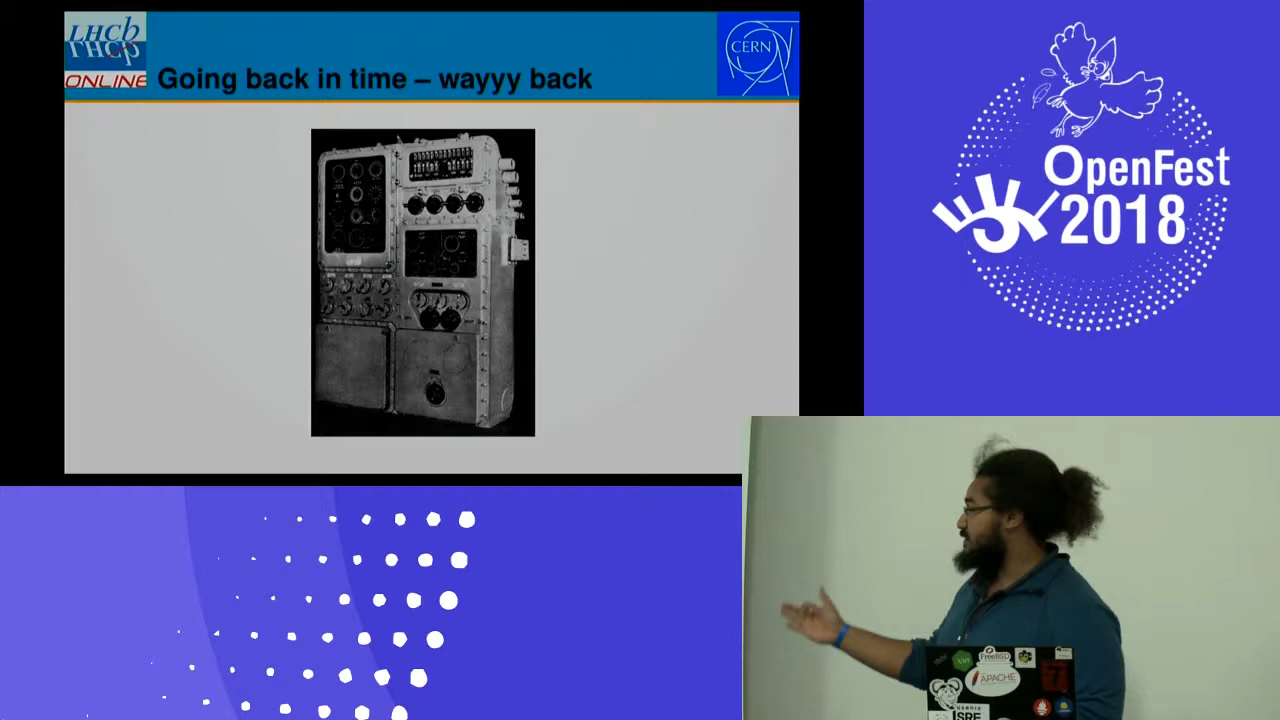 LHCb
ONLINE
Going back in time – wayyy back
CERN
OpenFest
2018
FreeBSD
APACHE